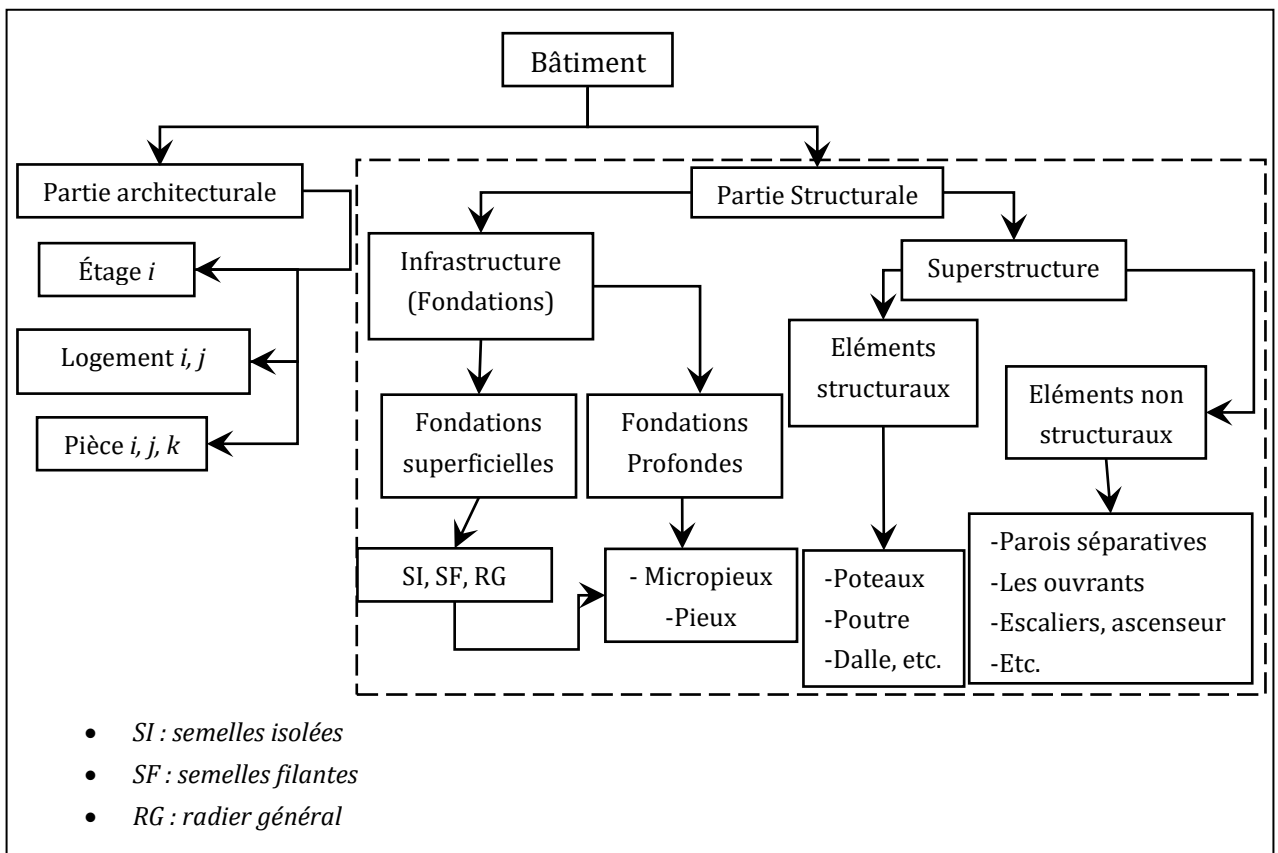 Bâtiment
Partie architecturale
Étage i
Logement i, j
Pièce i, j, k
Partie Structurale
Infrastructure
(Fondations)
Superstructure
Fondations
superficielles
Fondations
Profondes
Eléments
structuraux
Eléments non
structuraux
SI, SF, RG
- Micropieux
-Pieux
-Poteaux
-Poutre
-Dalle, etc.
-Parois séparatives
-Les ouvrants
-Escaliers, ascenseur
-Etc.
• SI : semelles isolées
• SF : semelles filantes
• RG : radier général